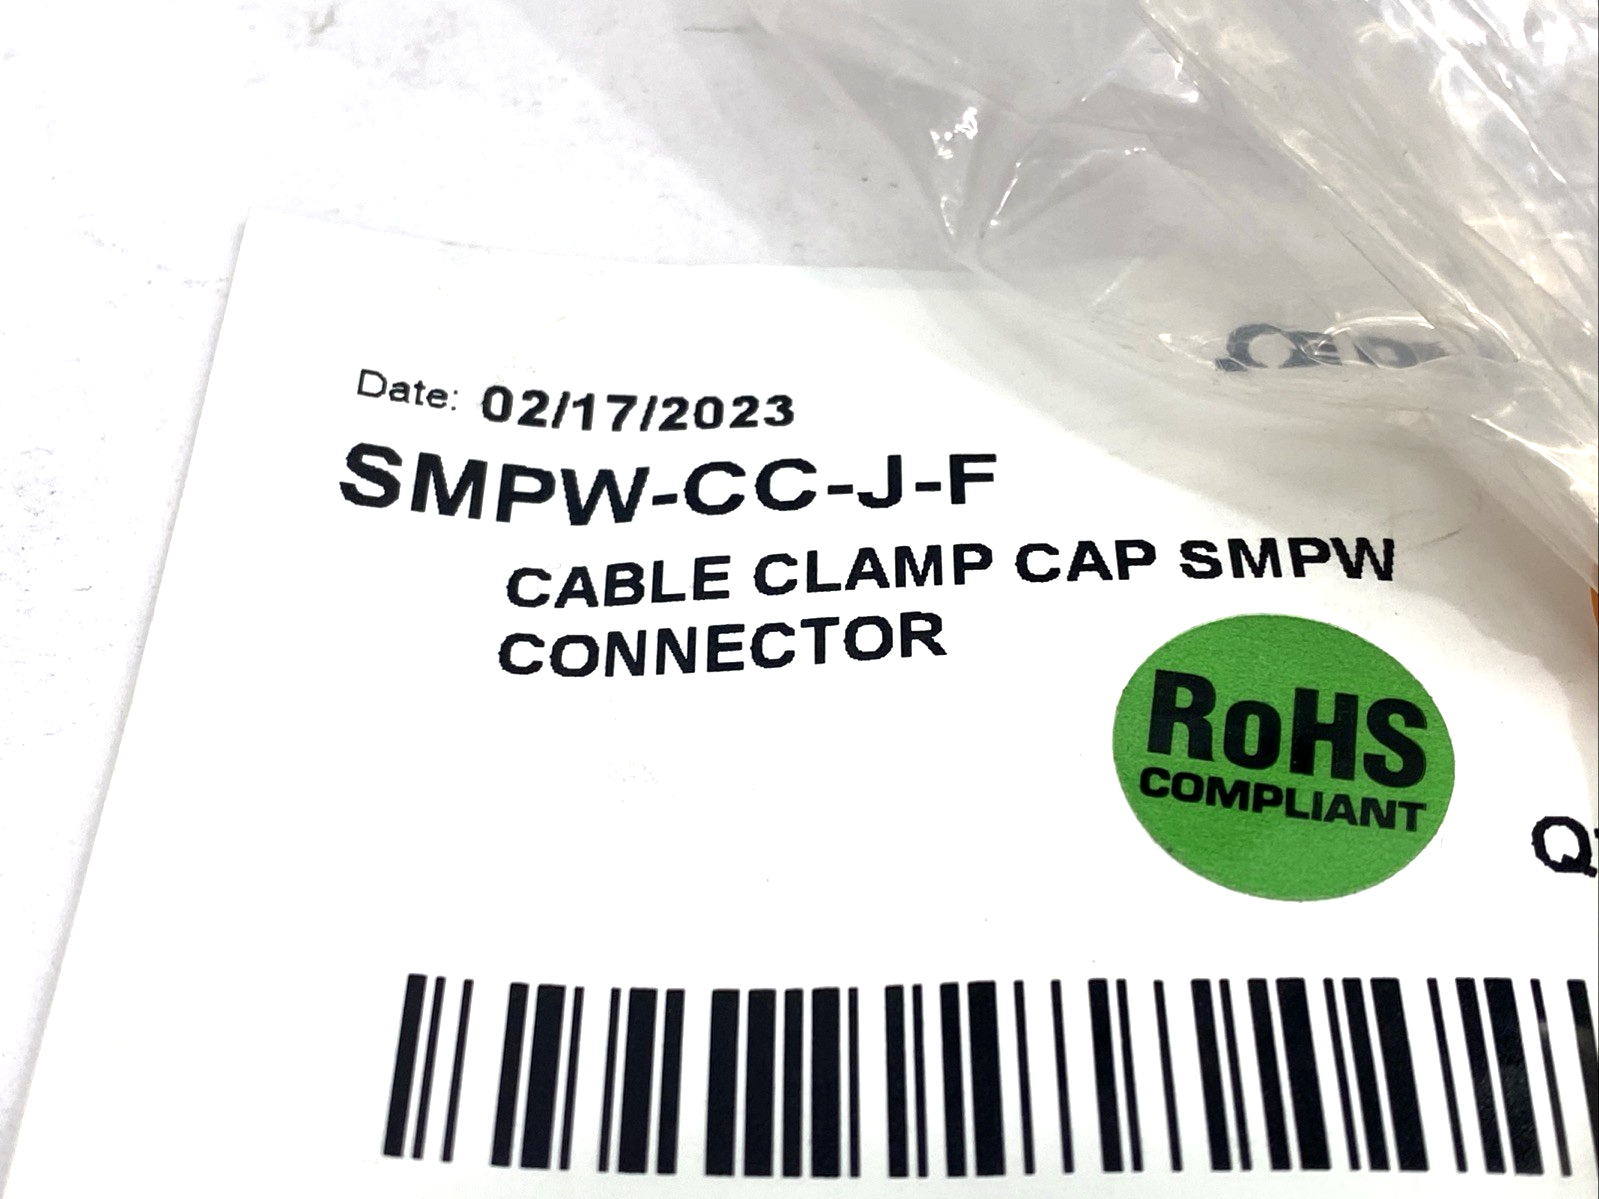 Date: 02/17/2023
SMPW-CC-J-F
CABLE CLAMP CAP SMPW
CONNECTOR
RoHS
COMPLIANT